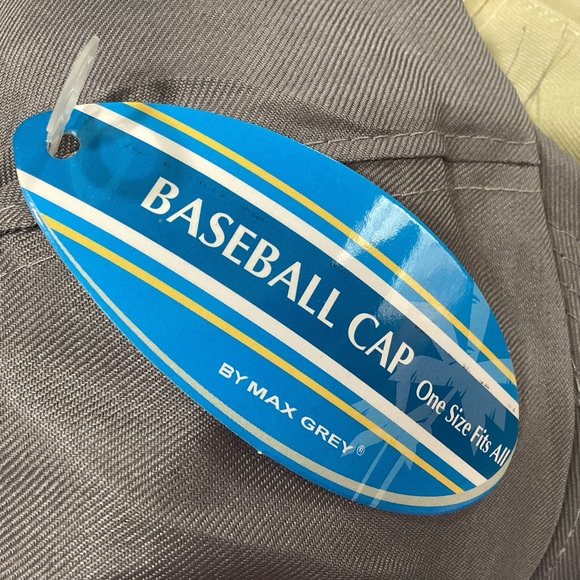 BASEBALL CAP
One Size Fits All
BY MAX GREY®